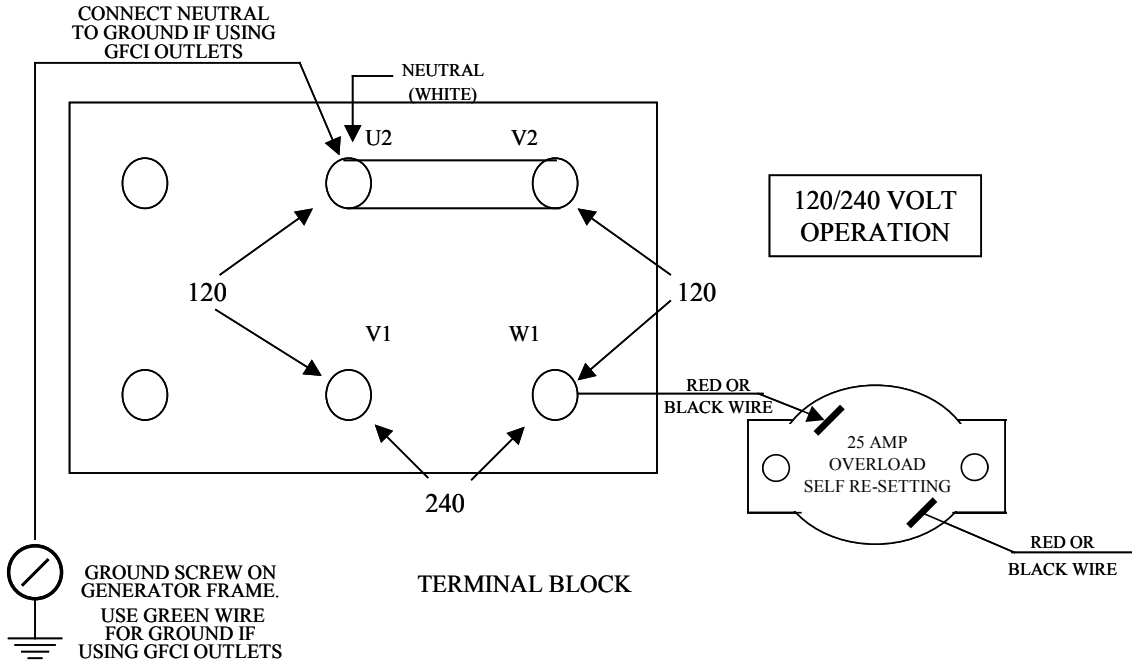 CONNECT NEUTRAL
TO GROUND IF USING
GFCI OUTLETS
NEUTRAL
(WHITE)
U2
V2
120/240 VOLT
OPERATION
120
120
V1
W1
RED OR
BLACK WIRE
25 AMP
OVERLOAD
SELF RE-SETTING
240
RED OR
BLACK WIRE
GROUND SCREW ON
GENERATOR FRAME.
USE GREEN WIRE
FOR GROUND IF
USING GFCI OUTLETS
TERMINAL BLOCK